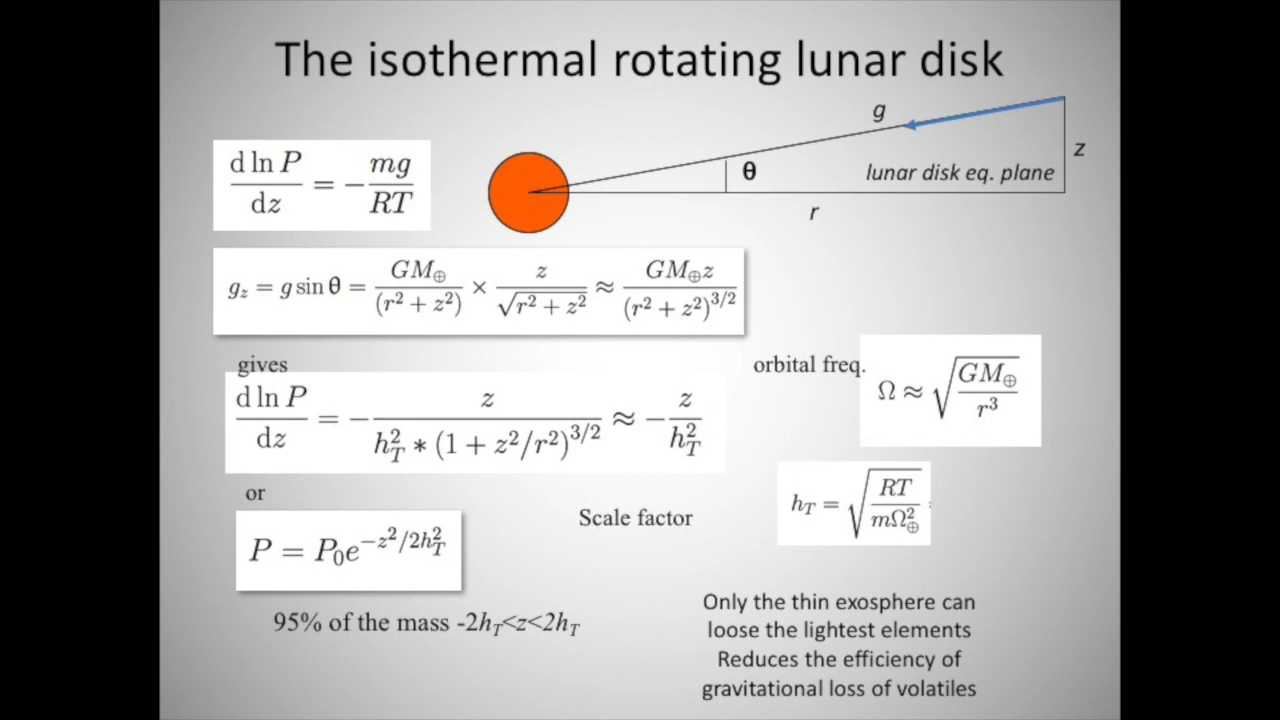 The isothermal rotating lunar disk
g
z
θ
lunar disk eq. plane
r
d ln P / dz = − mg / RT
g_z = g sin θ = GM⊕ / (r² + z²) × z / √(r² + z²) ≈ GM⊕z / (r² + z²)^{3/2}
gives
orbital freq.
Ω ≈ √(GM⊕ / r³)
d ln P / dz = − z / (h_T² * (1 + z²/r²)^{3/2}) ≈ − z / h_T²
or
Scale factor
h_T = √(RT / mΩ⊕²) =
P = P₀e^{−z²/2h_T²}
95% of the mass -2h_T<z<2h_T
Only the thin exosphere can
loose the lightest elements
Reduces the efficiency of
gravitational loss of volatiles